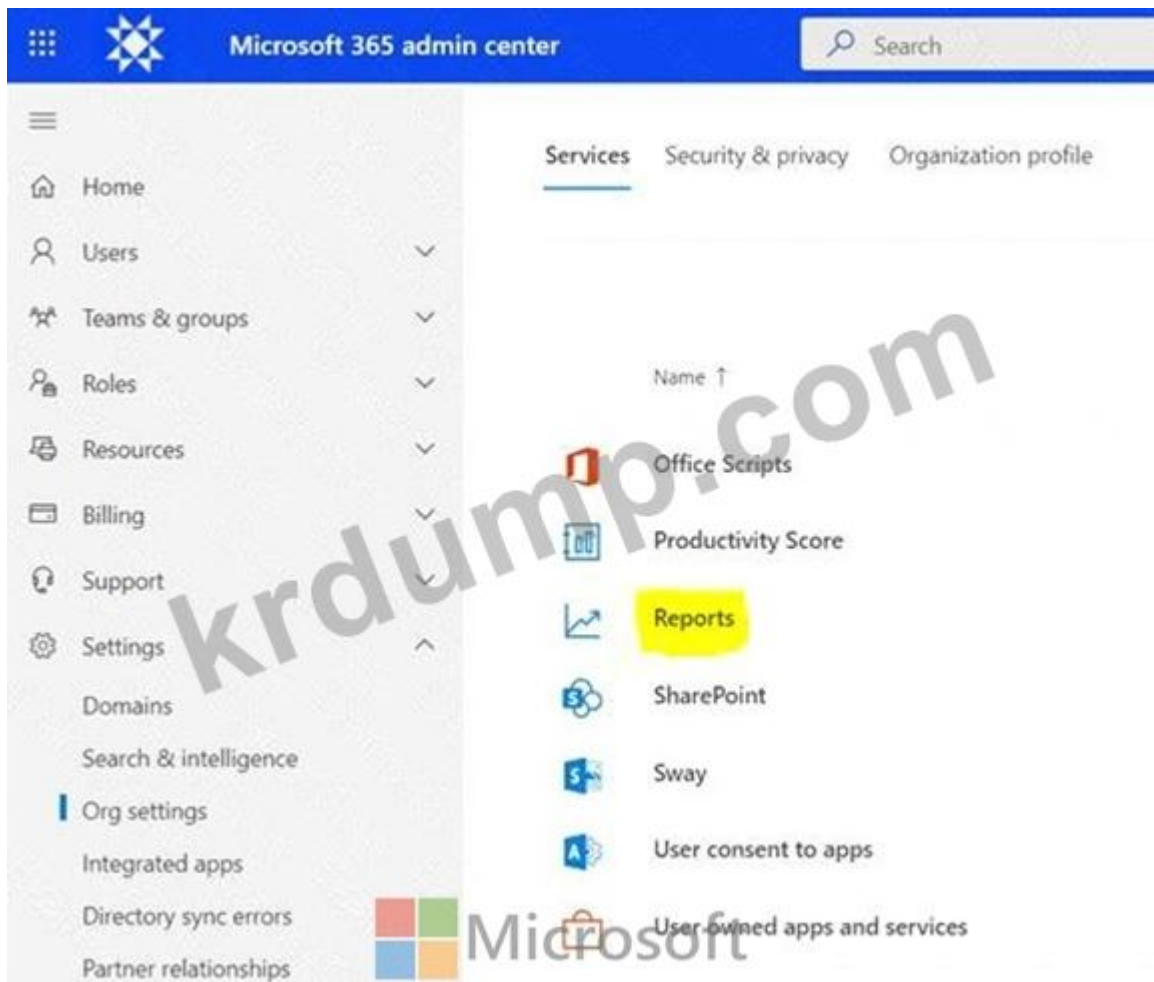 Microsoft 365 admin center
Search
Home
Users
Teams & groups
Roles
Resources
Billing
Support
Settings
Domains
Search & intelligence
Org settings
Integrated apps
Directory sync errors
Partner relationships
Services Security & privacy Organization profile
Name ↑
Office Scripts
Productivity Score
Reports
SharePoint
Sway
User consent to apps
User owned apps and services
krdump.com
Microsoft